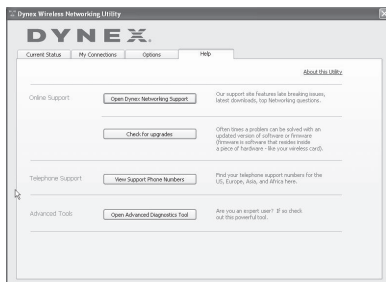 Dynex Wireless Networking Utility
DYNEX
Current Status My Connections Options Help
About this Utility
Online Support
Open Dynex Networking Support
Our support site features late breaking issues,
latest downloads, top Networking questions.
Check for upgrades
Often times a problem can be solved with an
updated version of software or firmware
(firmware is software that resides inside
a piece of hardware - like your wireless card).
Telephone Support
View Support Phone Numbers
Find your telephone support numbers for the
US, Europe, Asia, and Africa here.
Advanced Tools
Open Advanced Diagnostics Tool
Are you an expert user? If so check
out this powerful tool.